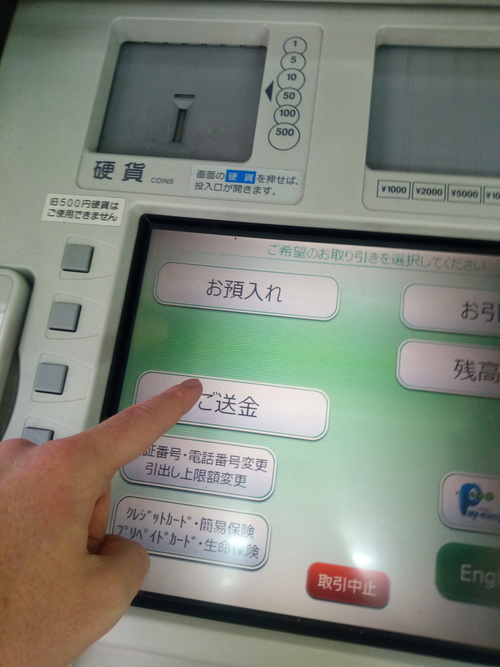 1
5
10
50
100
500
硬貨 COINS
画面の硬貨を押せば、
投入口が開きます。
¥1000 ¥2000 ¥5000
旧500円硬貨は
ご使用できません
ご希望のお取り引きを選択してください
お預入れ
お引
残高
ご送金
証番号・電話番号変更
引出し上限額変更
クレジットカード・簡易保険
プリペイドカード・生命保険
取引中止
Engl